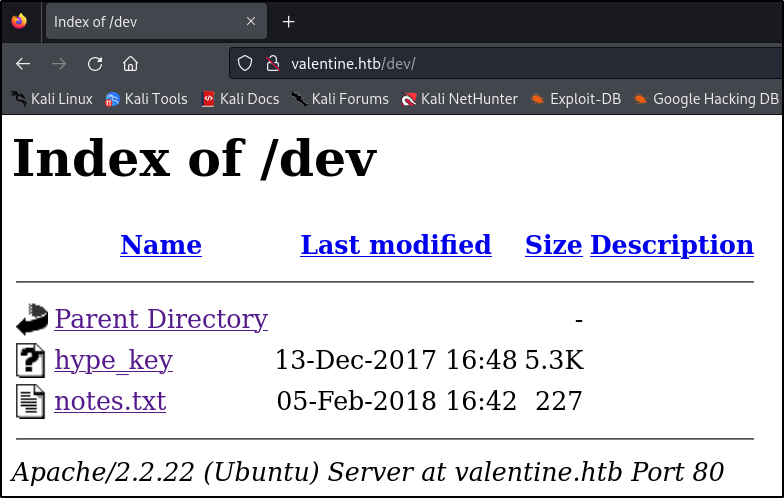 Index of /dev
valentine.htb/dev/
Kali Linux Kali Tools Kali Docs Kali Forums Kali NetHunter Exploit-DB Google Hacking DB
Index of /dev
Name Last modified Size Description
Parent Directory -
hype_key 13-Dec-2017 16:48 5.3K
notes.txt 05-Feb-2018 16:42 227
Apache/2.2.22 (Ubuntu) Server at valentine.htb Port 80